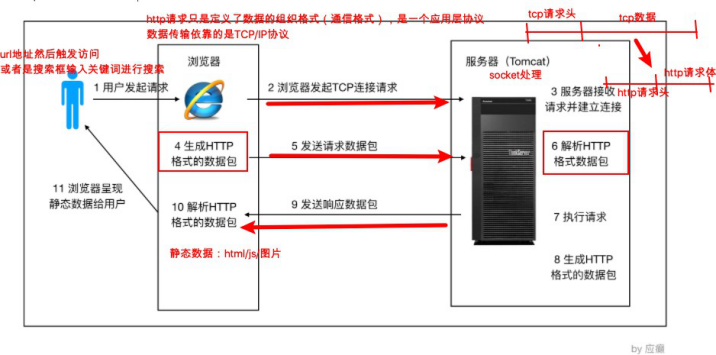 http请求只是定义了数据的组织格式（通信格式），是一个应用层协议
数据传输依靠的是TCP/IP协议
tcp请求头
tcp数据
url地址然后触发访问
或者是搜索框输入关键词进行搜索
浏览器
服务器（Tomcat）
socket处理
http请求体
http请求头
1 用户发起请求
2 浏览器发起TCP连接请求
3 服务器接收
请求并建立连接
4 生成HTTP
格式的数据包
5 发送请求数据包
6 解析HTTP
格式数据包
11 浏览器呈现
静态数据给用户
10 解析HTTP
格式的数据包
9 发送响应数据包
7 执行请求
静态数据：html/js/图片
8 生成HTTP
格式的数据包
by 应癫